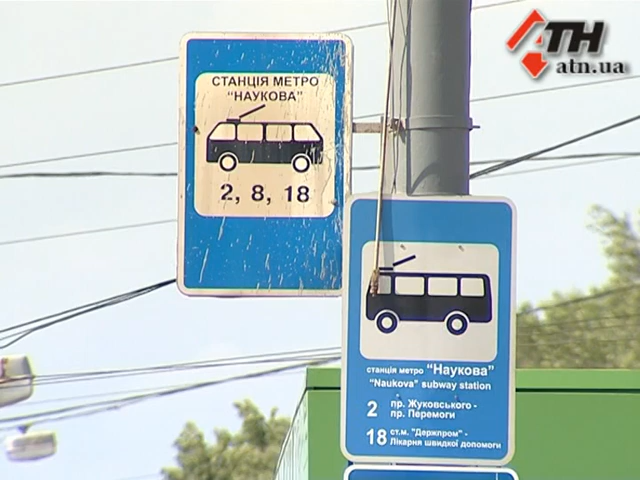 АТН
atn.ua
СТАНЦІЯ МЕТРО
“НАУКОВА”
2, 8, 18
станція метро “Наукова”
“Naukova” subway station
2 пр. Жуковського -
пр. Перемоги
18 ст.м. "Держпром" -
Лікарня швидкої допомоги